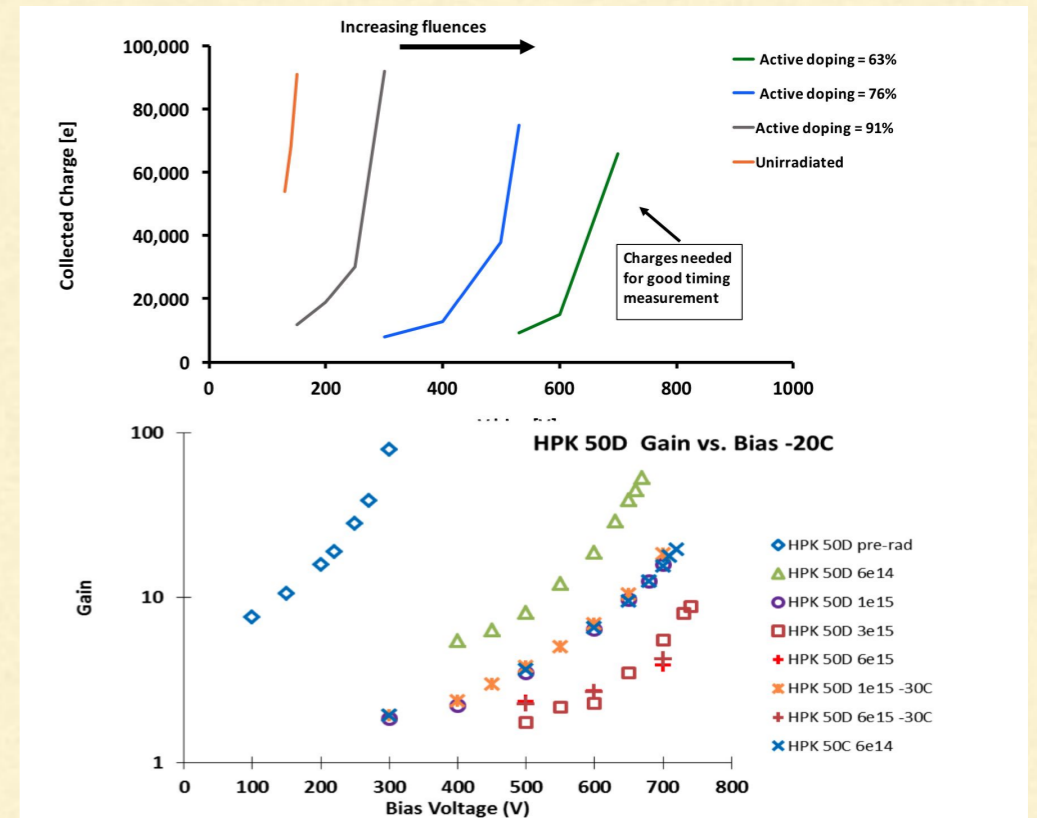 Increasing fluences
100,000
80,000
60,000
40,000
20,000
0
Collected Charge [e]
0 200 400 600 800 1000
Active doping = 63%
Active doping = 76%
Active doping = 91%
Unirradiated
Charges needed
for good timing
measurement
HPK 50D Gain vs. Bias -20C
100
10
1
Gain
0 100 200 300 400 500 600 700 800
Bias Voltage (V)
HPK 50D pre-rad
HPK 50D 6e14
HPK 50D 1e15
HPK 50D 3e15
HPK 50D 6e15
HPK 50D 1e15 -30C
HPK 50D 6e15 -30C
HPK 50C 6e14